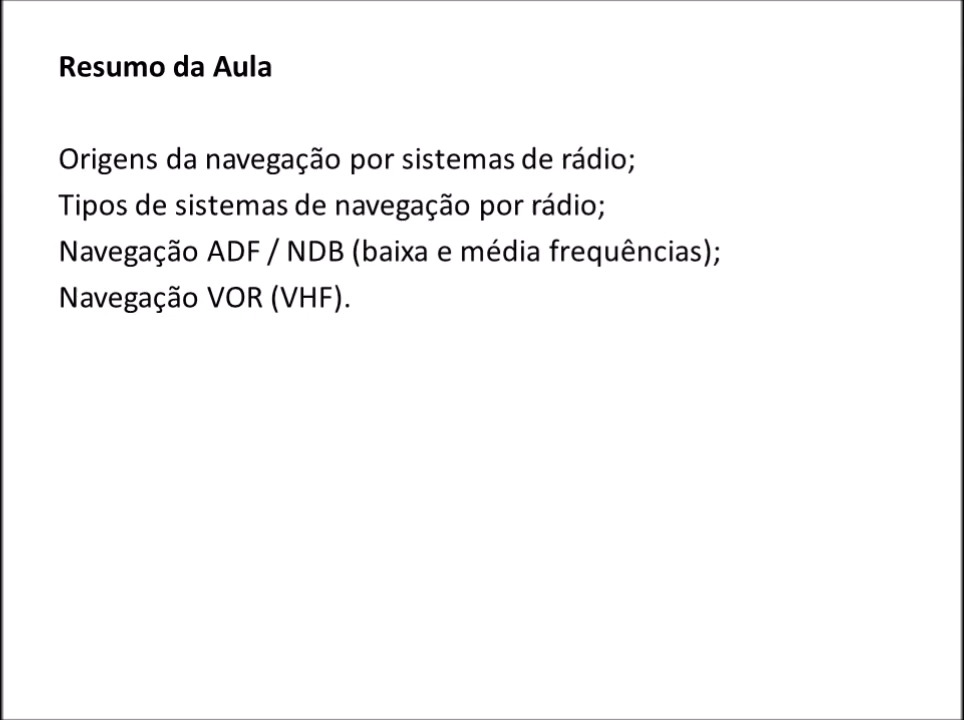 Resumo da Aula
Origens da navegação por sistemas de rádio;
Tipos de sistemas de navegação por rádio;
Navegação ADF / NDB (baixa e média frequências);
Navegação VOR (VHF).